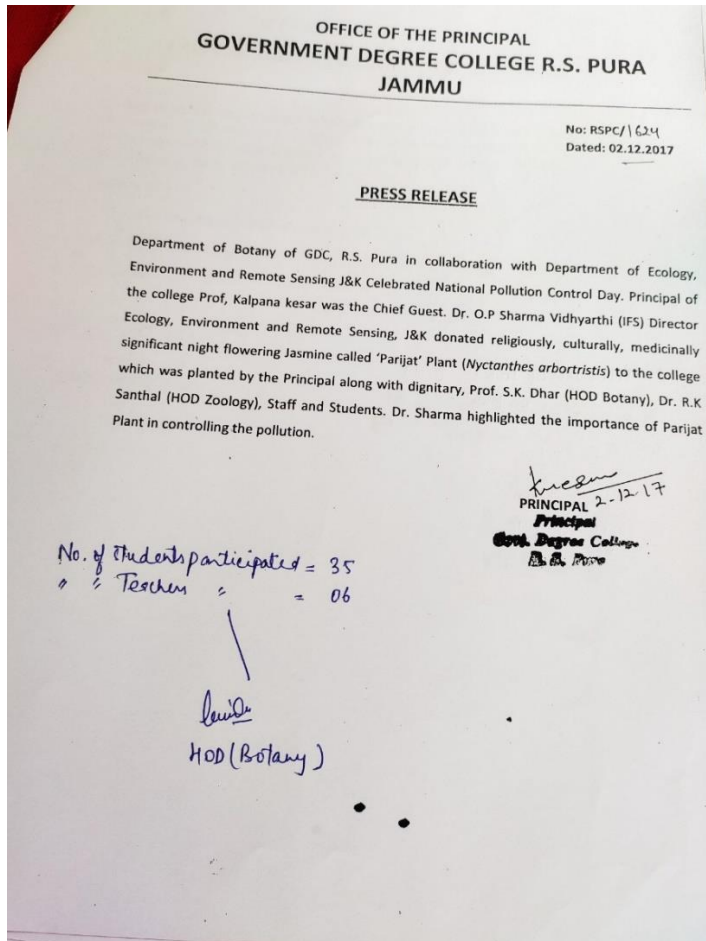 OFFICE OF THE PRINCIPAL
GOVERNMENT DEGREE COLLEGE R.S. PURA
JAMMU
No: RSPC/1624
Dated: 02.12.2017
PRESS RELEASE
Department of Botany of GDC, R.S. Pura in collaboration with Department of Ecology,
Environment and Remote Sensing J&K Celebrated National Pollution Control Day. Principal of
the college Prof, Kalpana kesar was the Chief Guest. Dr. O.P Sharma Vidhyarthi (IFS) Director
Ecology, Environment and Remote Sensing, J&K donated religiously, culturally, medicinally
significant night flowering Jasmine called ‘Parijat’ Plant (Nyctanthes arbortristis) to the college
which was planted by the Principal along with dignitary, Prof. S.K. Dhar (HOD Botany), Dr. R.K
Santhal (HOD Zoology), Staff and Students. Dr. Sharma highlighted the importance of Parijat
Plant in controlling the pollution.
PRINCIPAL 2-12-17
Principal
Govt. Degree College
R. S. Pura
No. of Students participated = 35
" " Teachers " = 06
HOD (Botany)